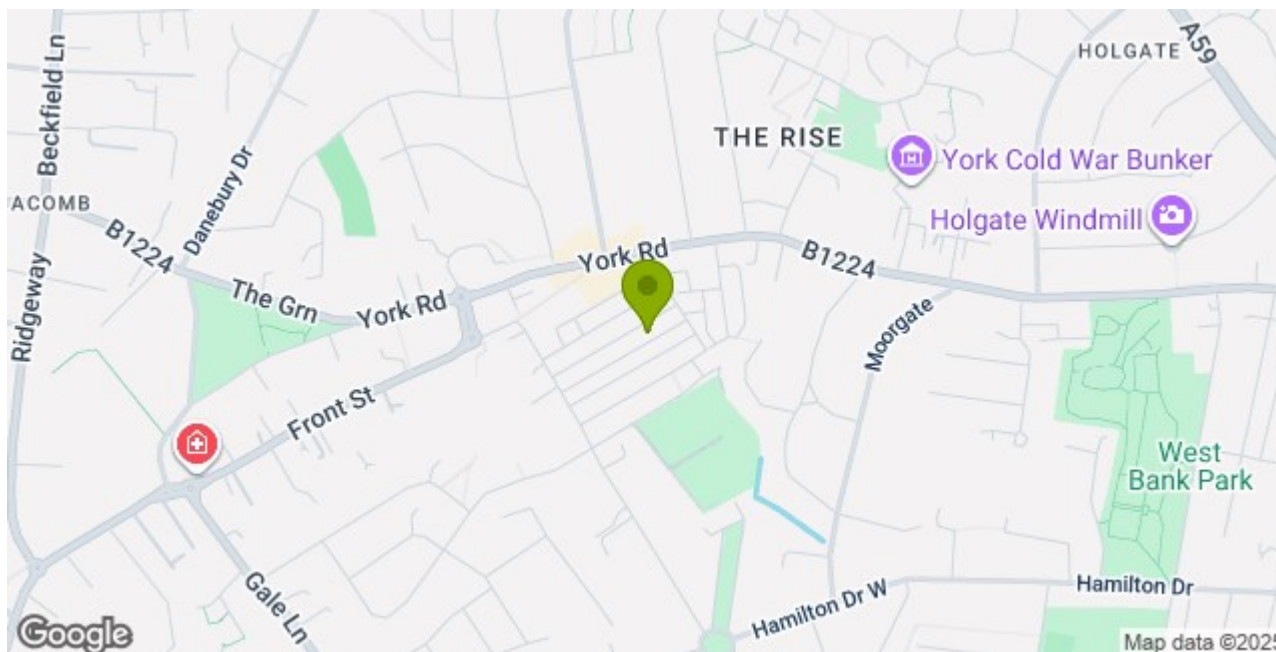 Beckfield Ln
A59
HOLGATE
THE RISE
Danebury Dr
York Cold War Bunker
ACOMB
Holgate Windmill
B1224
York Rd
B1224
The Grn
York Rd
Ridgeway
Moorgate
Front St
West
Bank Park
Gale Ln
Hamilton Dr
Hamilton Dr W
Google
Map data ©2025